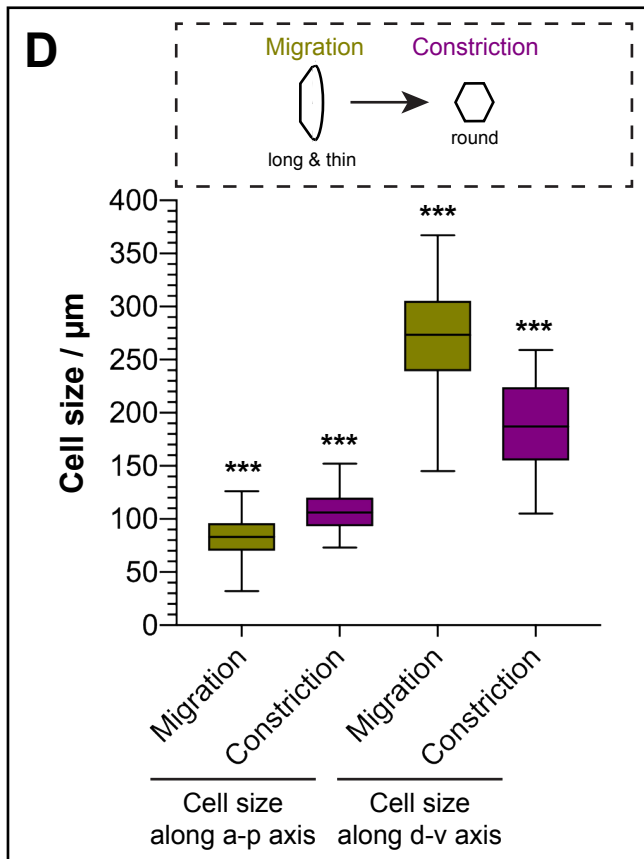 D
Migration
Constriction
long & thin
round
Cell size / µm
400
350
300
250
200
150
100
50
0
***
***
***
***
Migration
Constriction
Migration
Constriction
Cell size
along a-p axis
Cell size
along d-v axis